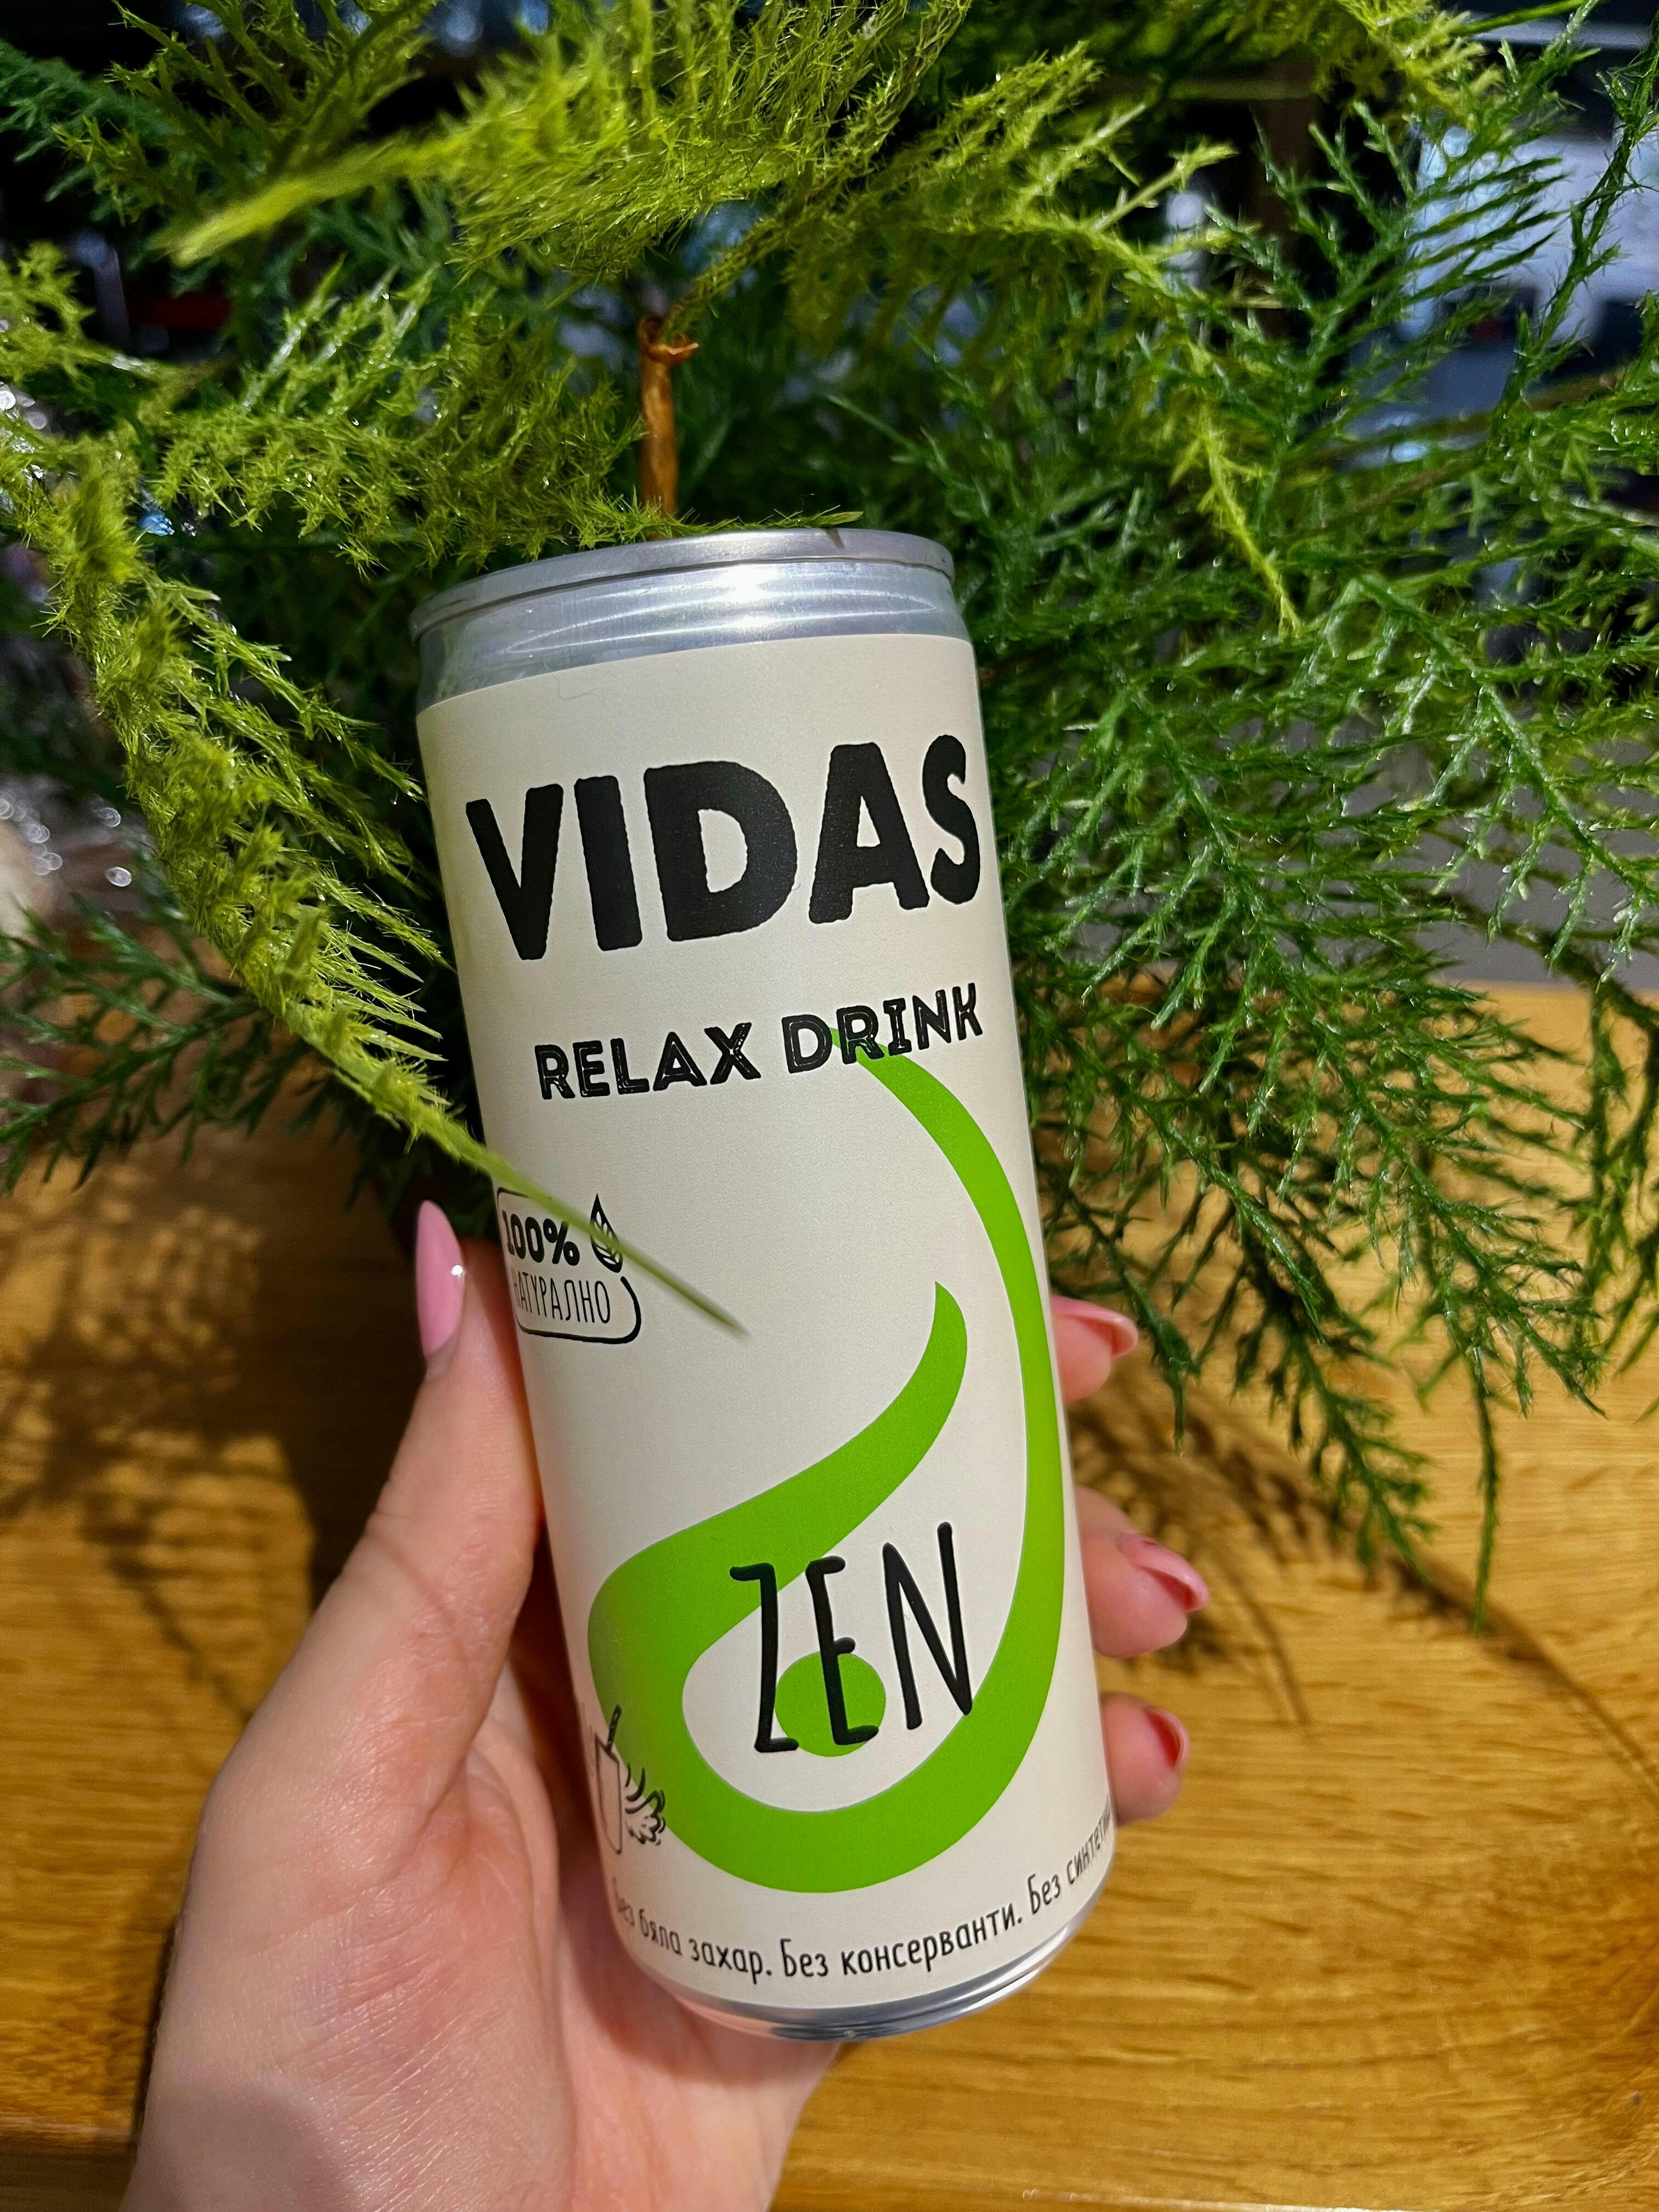 VIDAS
RELAX DRINK
100%
НАТУРАЛНО
ZEN
Без бяла захар. Без консерванти. Без